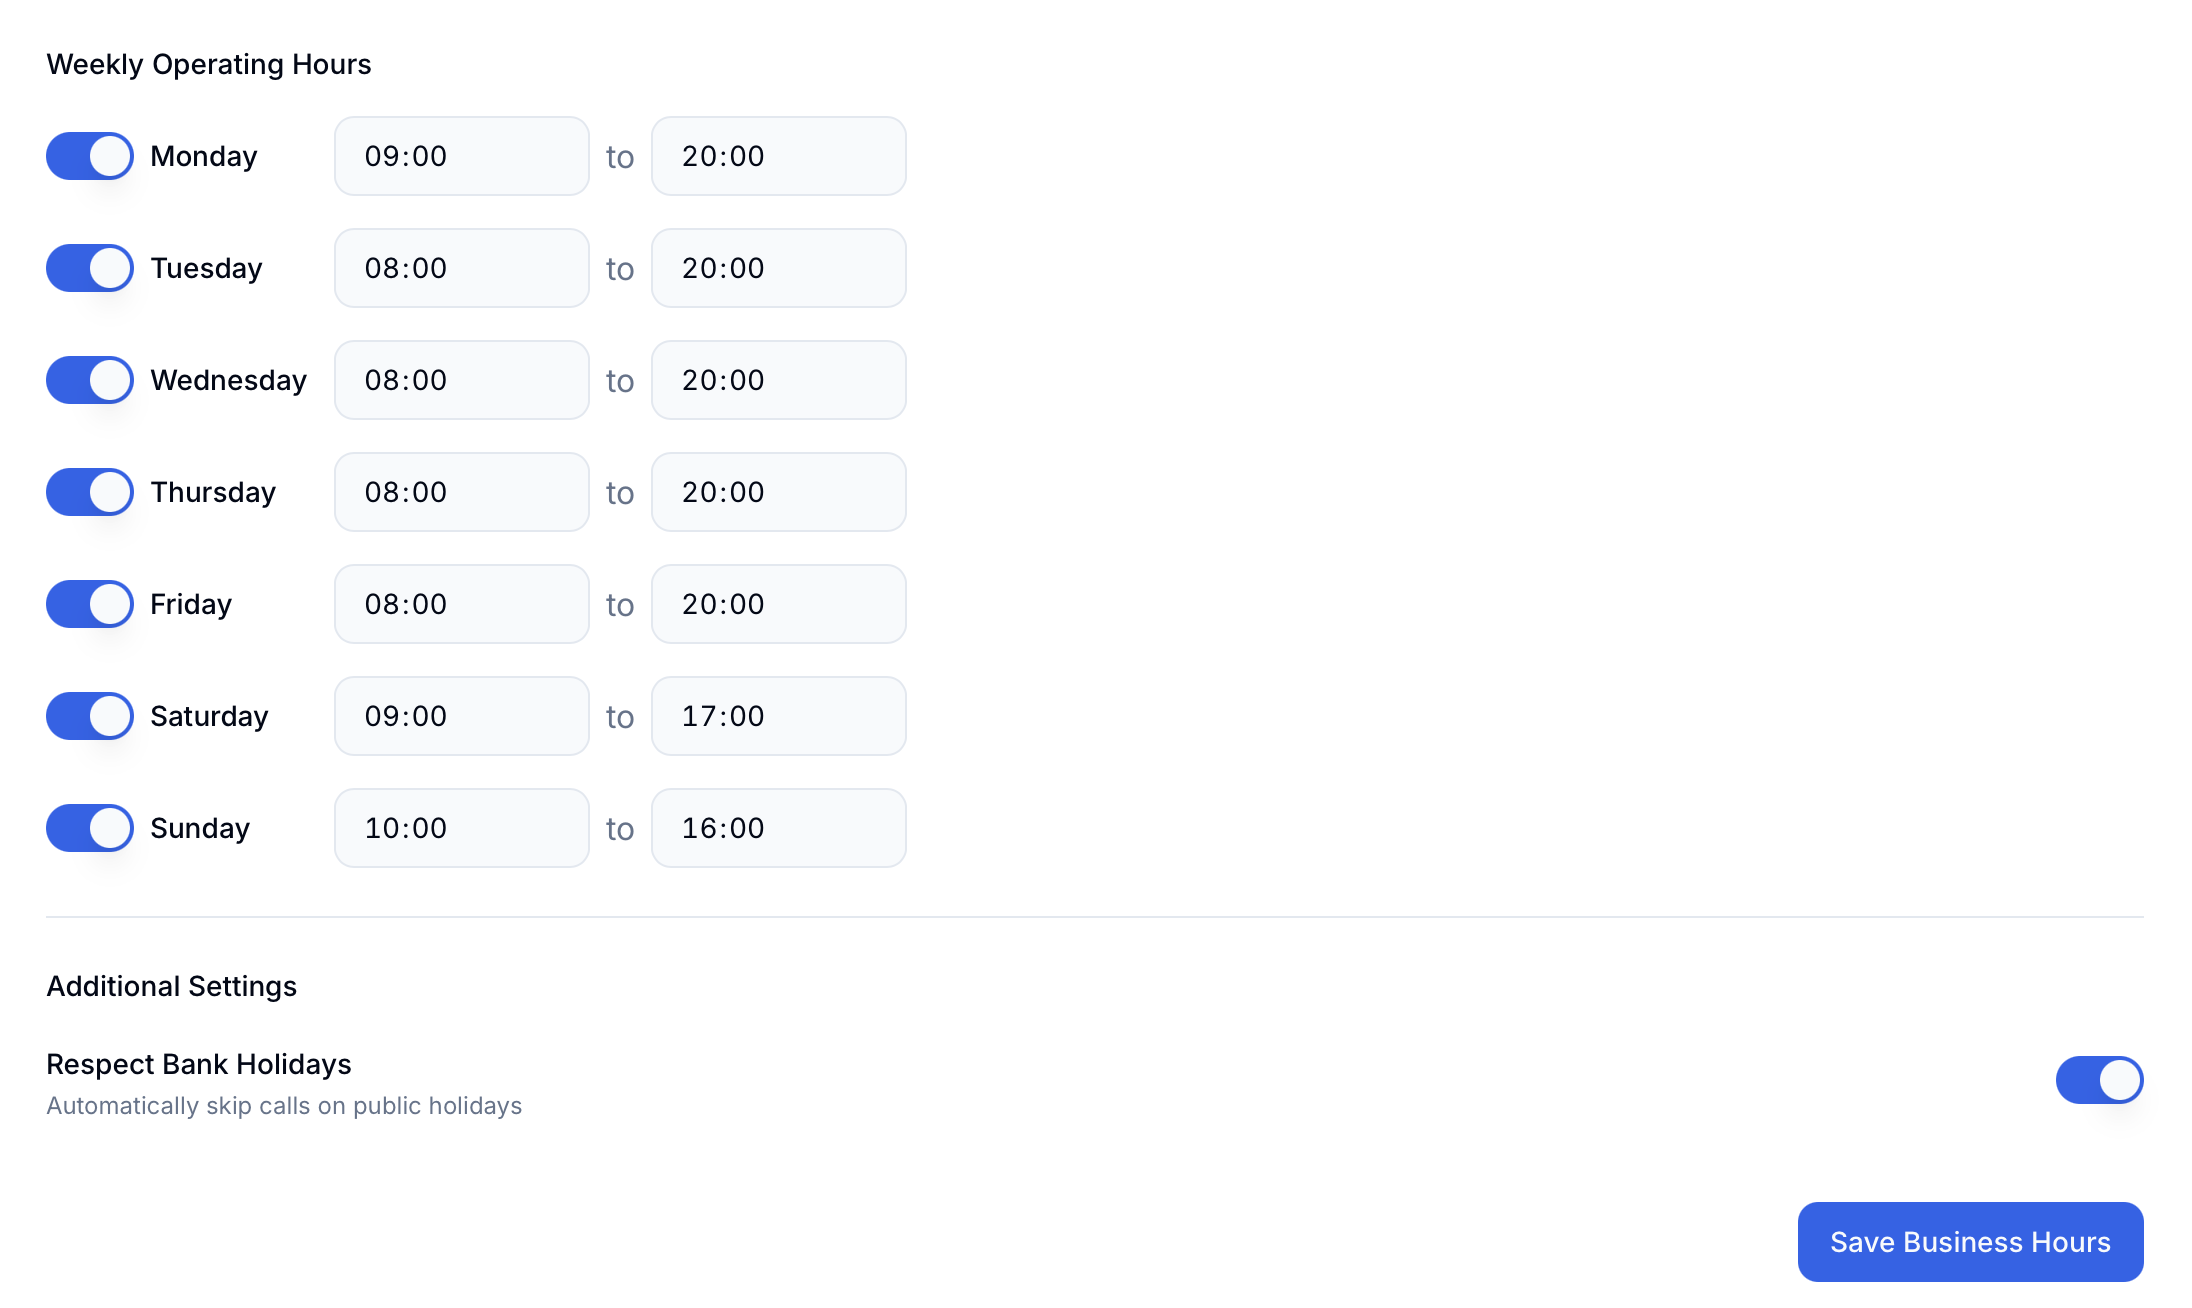 Weekly Operating Hours
Monday 09:00 to 20:00
Tuesday 08:00 to 20:00
Wednesday 08:00 to 20:00
Thursday 08:00 to 20:00
Friday 08:00 to 20:00
Saturday 09:00 to 17:00
Sunday 10:00 to 16:00
Additional Settings
Respect Bank Holidays
Automatically skip calls on public holidays
Save Business Hours